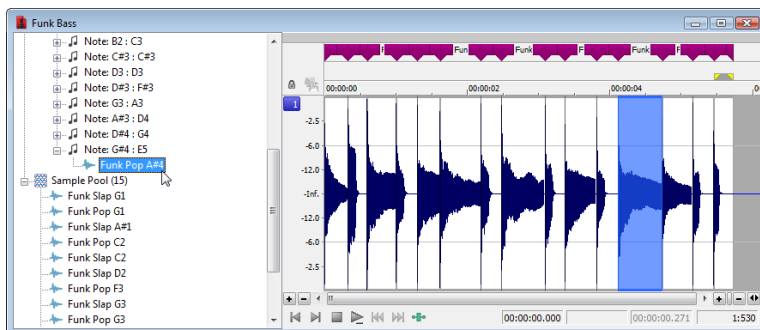 Funk Bass
Note: B2 : C3
Note: C#3 : C#3
Note: D3 : D3
Note: D#3 : F#3
Note: G3 : A3
Note: A#3 : D4
Note: D#4 : G4
Note: G#4 : E5
Funk Pop A#4
Sample Pool (15)
Funk Slap G1
Funk Pop G1
Funk Slap A#1
Funk Pop C2
Funk Slap C2
Funk Slap D2
Funk Pop F3
Funk Slap G3
Funk Pop G3
F Fun Funk F Funk F
00:00:00 00:00:02 00:00:04
1
-2.5
-6.0
-12.0
-Inf.
-12.0
-6.0
-2.5
00:00:00.000 00:00:00.271 1:530